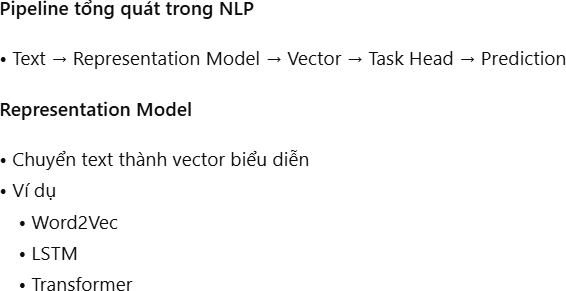 Pipeline tổng quát trong NLP
• Text → Representation Model → Vector → Task Head → Prediction
Representation Model
• Chuyển text thành vector biểu diễn
• Ví dụ
• Word2Vec
• LSTM
• Transformer